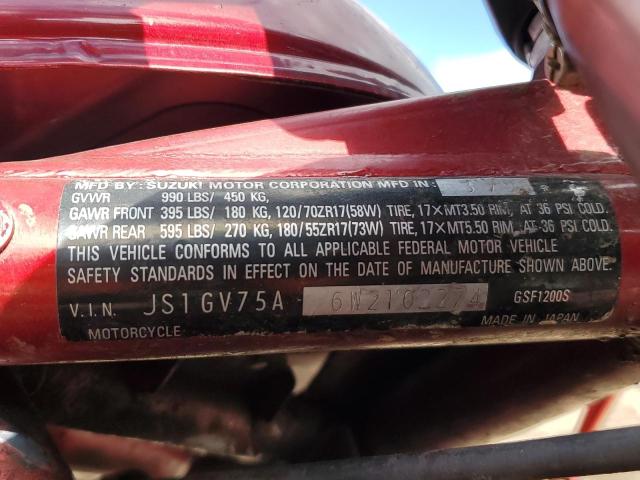 MFD BY: SUZUKI MOTOR CORPORATION MFD IN:
GVWR 990 LBS/ 450 KG,
GAWR FRONT 395 LBS/ 180 KG, 120/70ZR17(58W) TIRE, 17×MT3.50 RIM, AT 36 PSI COLD.
GAWR REAR 595 LBS/ 270 KG, 180/55ZR17(73W) TIRE, 17×MT5.50 RIM, AT 36 PSI COLD.
THIS VEHICLE CONFORMS TO ALL APPLICABLE FEDERAL MOTOR VEHICLE
SAFETY STANDARDS IN EFFECT ON THE DATE OF MANUFACTURE SHOWN ABOVE.
V.I.N. JS1GV75A GSF1200S
MOTORCYCLE MADE IN JAPAN